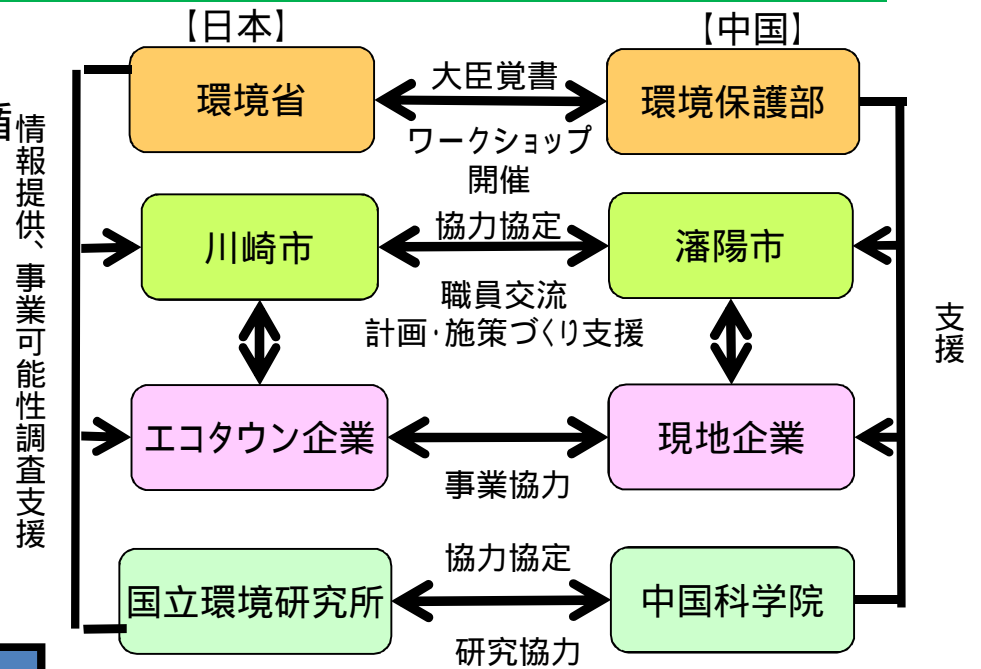 【日本】
【中国】
環境省
大臣覚書
環境保護部
ワークショップ
開催
川崎市
協力協定
瀋陽市
職員交流
計画・施策づくり支援
エコタウン企業
現地企業
事業協力
協力協定
国立環境研究所
中国科学院
研究協力
情報提供、事業可能性調査支援
支援